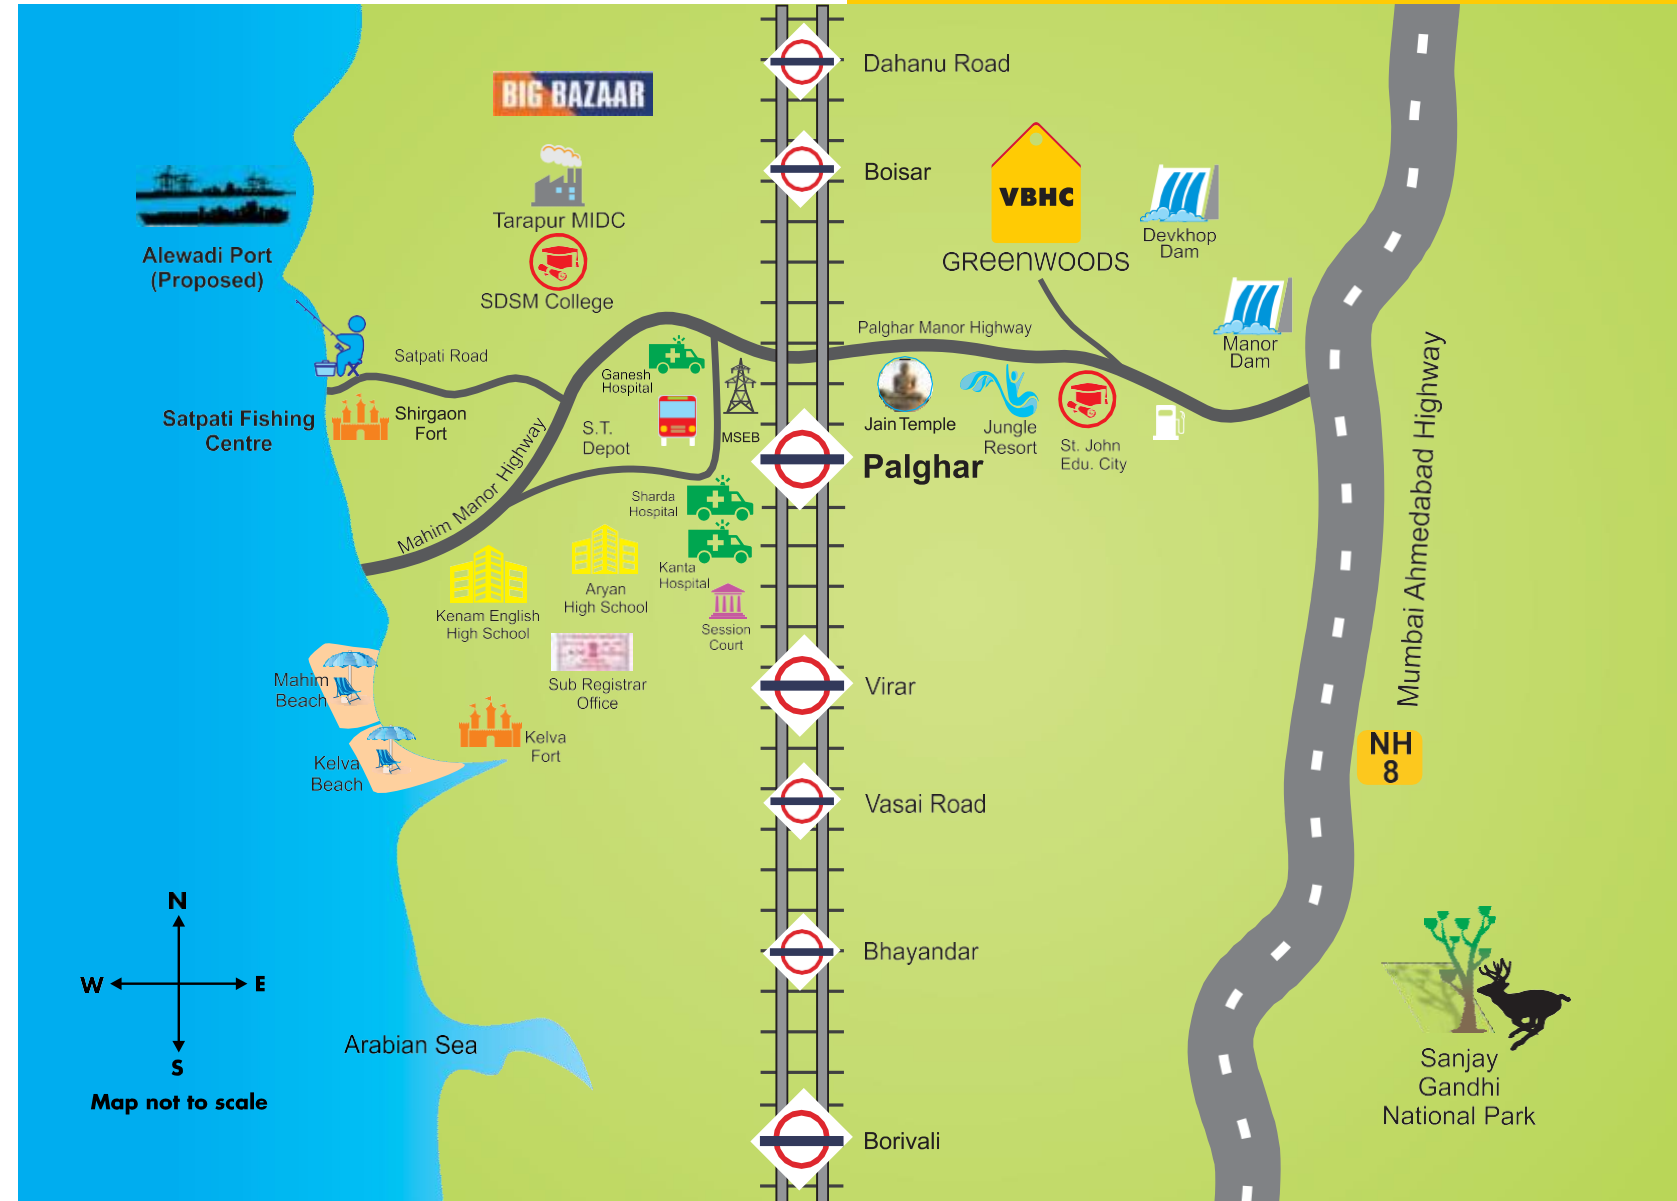 Dahanu Road
BIG BAZAAR
Boisar
VBHC
Tarapur MIDC
GReenWOODS
Devkhop
Dam
Alewadi Port
(Proposed)
SDSM College
Palghar Manor Highway
Manor
Dam
Satpati Road
Ganesh
Hospital
Satpati Fishing
Centre
Shirgaon
Fort
S.T.
Depot
MSEB
Jain Temple
Jungle
Resort
St. John
Edu. City
Palghar
Mahim Manor Highway
Mumbai Ahmedabad Highway
Sharda
Hospital
Kanta
Hospital
Aryan
High School
Kenam English
High School
Session
Court
Sub Registrar
Office
Mahim
Beach
Virar
Kelva
Fort
Kelva
Beach
NH
8
Vasai Road
N
W
E
S
Map not to scale
Bhayandar
Arabian Sea
Sanjay
Gandhi
National Park
Borivali